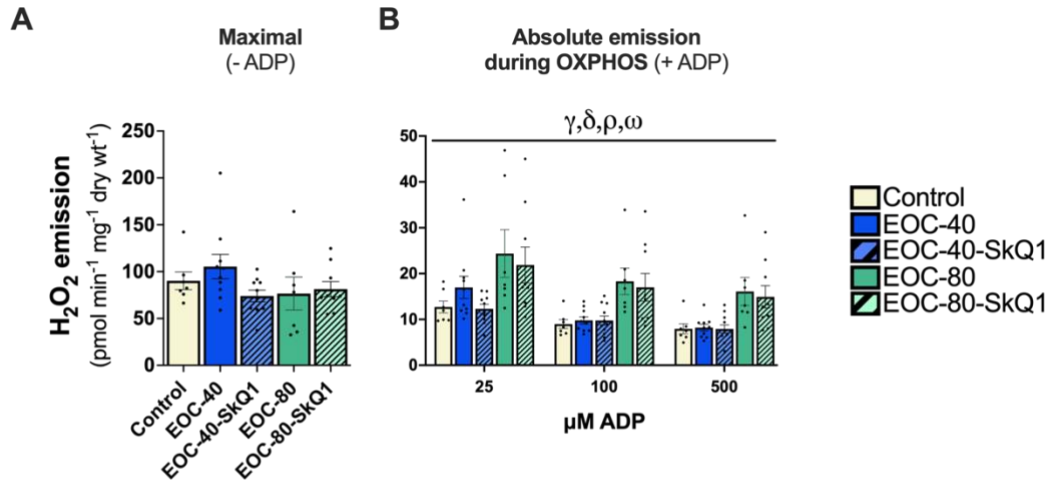 A
Maximal
(- ADP)
H₂O₂ emission
(pmol min⁻¹ mg⁻¹ dry wt⁻¹)
250
200
150
100
50
0
Control
EOC-40
EOC-40-SkQ1
EOC-80
EOC-80-SkQ1
B
Absolute emission
during OXPHOS (+ ADP)
γ,δ,ρ,ω
50
40
30
20
10
0
25
100
500
µM ADP
Control
EOC-40
EOC-40-SkQ1
EOC-80
EOC-80-SkQ1